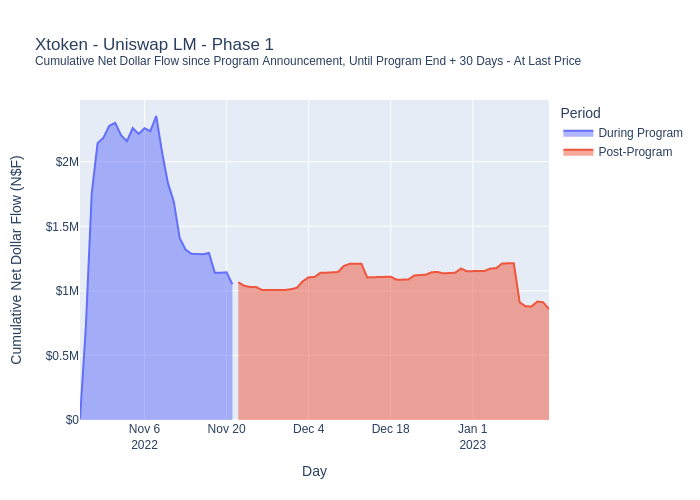 Xtoken - Uniswap LM - Phase 1
Cumulative Net Dollar Flow since Program Announcement, Until Program End + 30 Days - At Last Price
Period
During Program
Post-Program
Cumulative Net Dollar Flow (N$F)
$2M
$1.5M
$1M
$0.5M
$0
Nov 6
2022
Nov 20
Dec 4
Dec 18
Jan 1
2023
Day